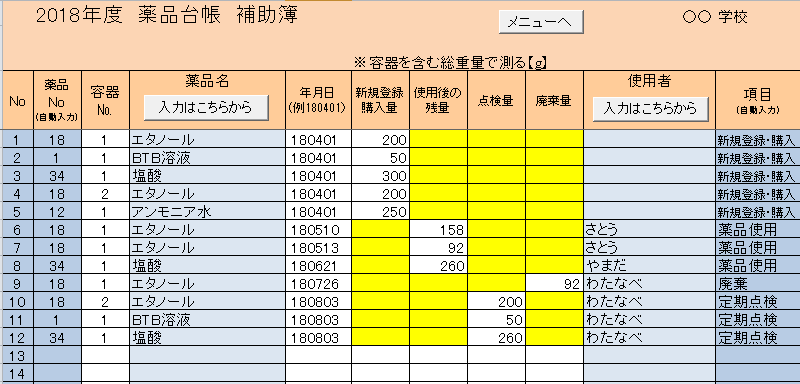 2018年度 薬品台帳 補助簿 メニューへ ○○ 学校
※容器を含む総重量で測る【g】
No 薬品No(自動入力) 容器No. 薬品名 入力はこちらから 年月日(例180401) 新規登録購入量 使用後の残量 点検量 廃棄量 使用者 入力はこちらから 項目(自動入力)
1 18 1 エタノール 180401 200 新規登録・購入
2 1 1 BTB溶液 180401 50 新規登録・購入
3 34 1 塩酸 180401 300 新規登録・購入
4 18 2 エタノール 180401 200 新規登録・購入
5 12 1 アンモニア水 180401 250 新規登録・購入
6 18 1 エタノール 180510 158 さとう 薬品使用
7 18 1 エタノール 180513 92 さとう 薬品使用
8 34 1 塩酸 180621 260 やまだ 薬品使用
9 18 1 エタノール 180726 92 わたなべ 廃棄
10 18 2 エタノール 180803 200 わたなべ 定期点検
11 1 1 BTB溶液 180803 50 わたなべ 定期点検
12 34 1 塩酸 180803 260 わたなべ 定期点検
13
14